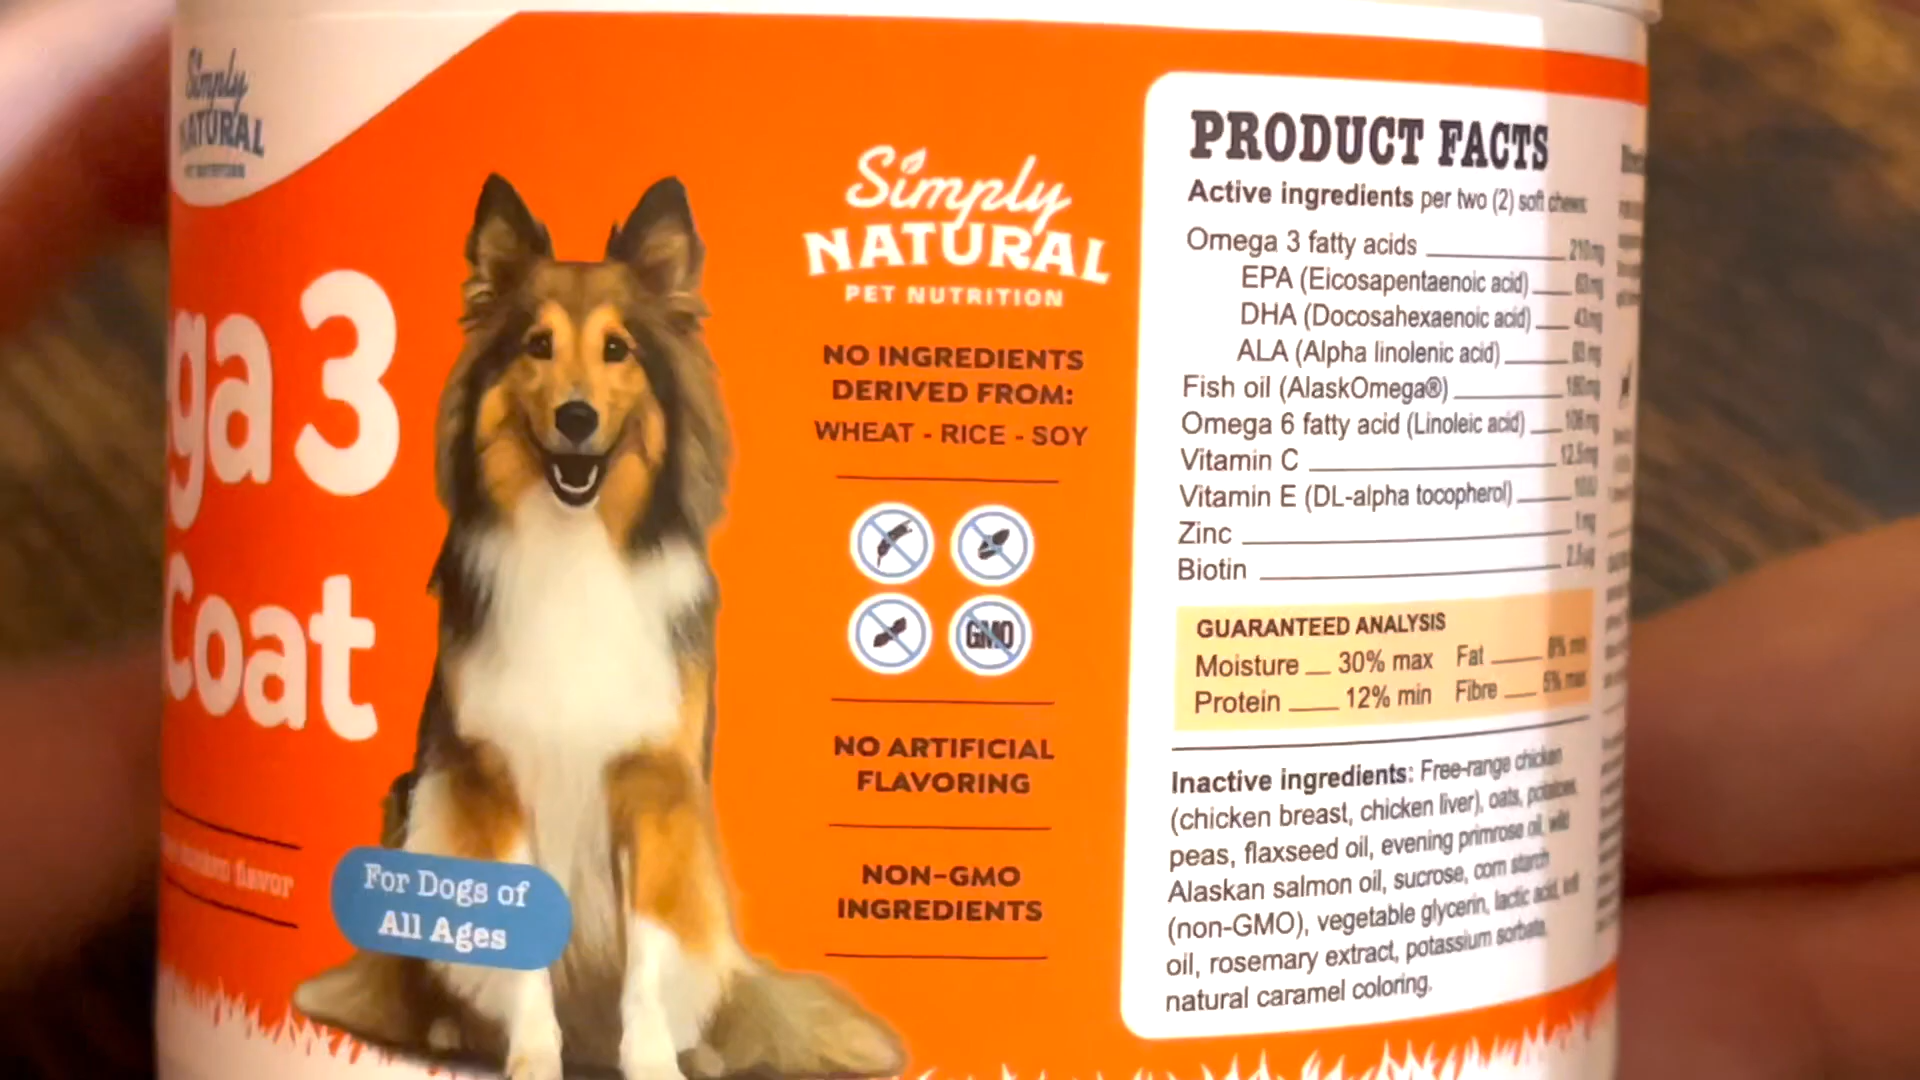 Simply
NATURAL
PET NUTRITION
ga 3
Coat
flavor
For Dogs of
All Ages
Simply
NATURAL
PET NUTRITION
NO INGREDIENTS
DERIVED FROM:
WHEAT - RICE - SOY
GMO
NO ARTIFICIAL
FLAVORING
NON-GMO
INGREDIENTS
PRODUCT FACTS
Active ingredients per two (2) soft chews:
Omega 3 fatty acids 210mg
EPA (Eicosapentaenoic acid)
DHA (Docosahexaenoic acid)
ALA (Alpha linolenic acid)
Fish oil (AlaskOmega®)
Omega 6 fatty acid (Linoleic acid)
Vitamin C 12.5mg
Vitamin E (DL-alpha tocopherol)
Zinc 1mg
Biotin
GUARANTEED ANALYSIS
Moisture 30% max Fat
Protein 12% min Fibre
Inactive ingredients: Free-range chicken
(chicken breast, chicken liver), oats, potatoes,
peas, flaxseed oil, evening primrose oil, wild
Alaskan salmon oil, sucrose, corn starch
(non-GMO), vegetable glycerin, lactic acid,
oil, rosemary extract, potassium sorbate,
natural caramel coloring.